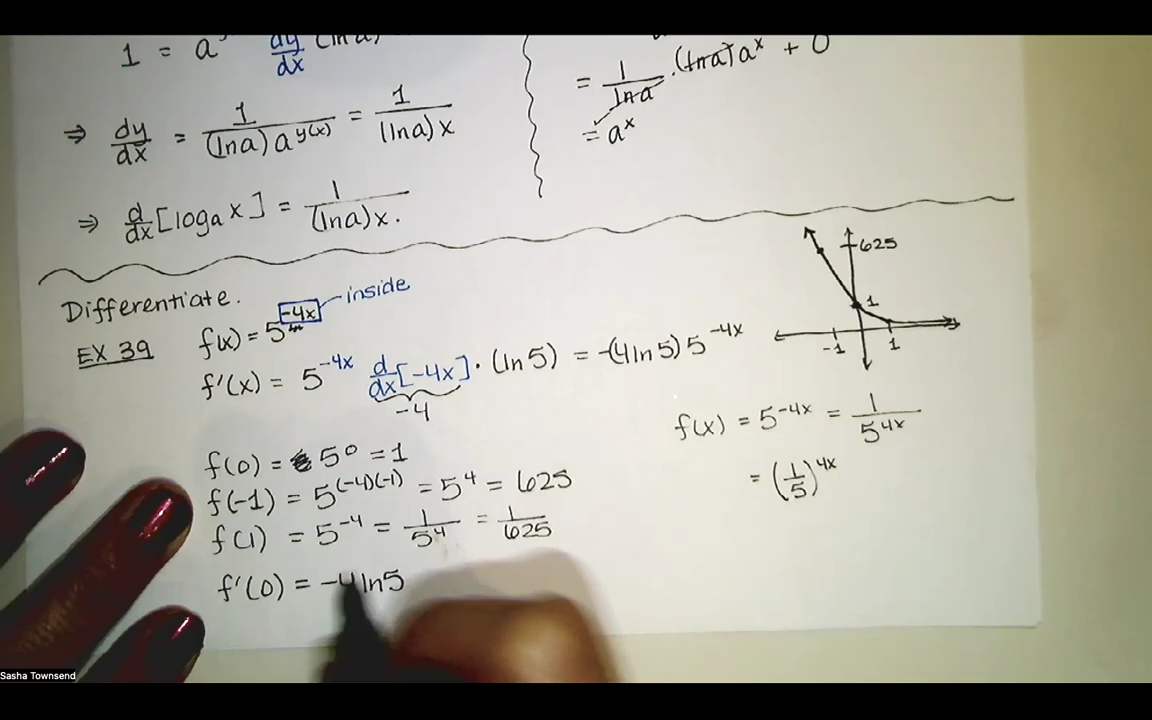 1 = a dy/dx (ln a)
⇒ dy/dx = 1/((ln a) a^y(x)) = 1/((ln a) x)
⇒ d/dx [log_a x] = 1/((ln a) x).
= 1/(ln a) · (ln a) a^x + 0
= a^x
Differentiate.
EX 39
f(x) = 5^-4x
inside
f'(x) = 5^-4x d/dx [-4x] · (ln 5) = -(4 ln 5) 5^-4x
-4
f(0) = 5^0 = 1
f(-1) = 5^(-4)(-1) = 5^4 = 625
f(1) = 5^-4 = 1/5^4 = 1/625
f'(0) = -4 ln 5
625
1
-1
1
f(x) = 5^-4x = 1/5^4x
= (1/5)^4x
Sasha Townsend